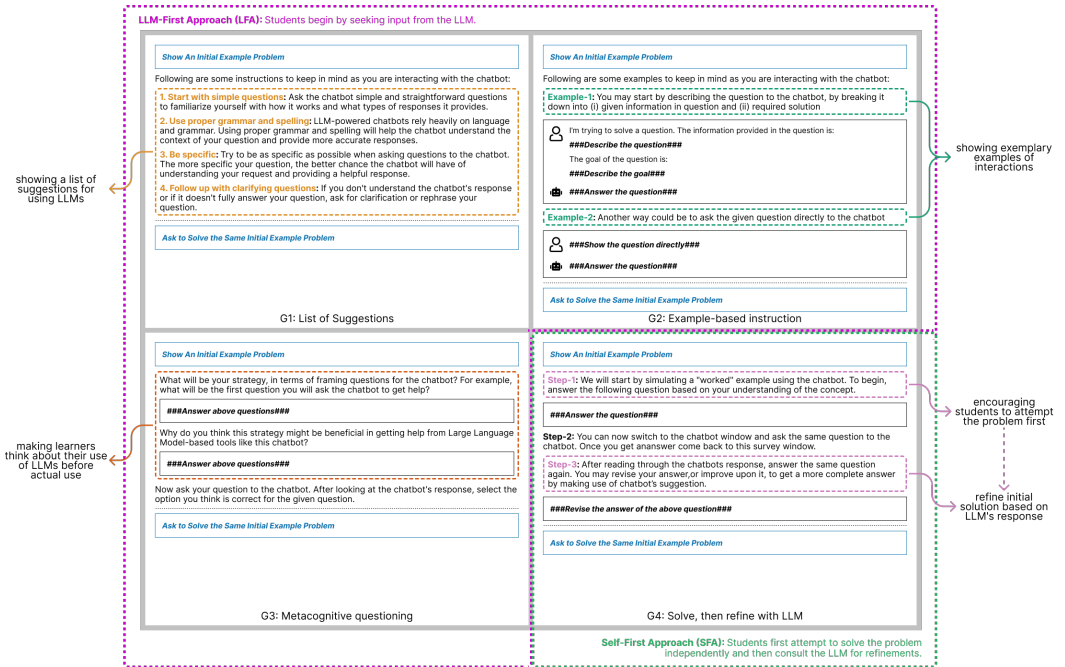 LLM-First Approach (LFA): Students begin by seeking input from the LLM.
Show An Initial Example Problem
Following are some instructions to keep in mind as you are interacting with the chatbot:
1. Start with simple questions: Ask the chatbot simple and straightforward questions
to familiarize yourself with how it works and what types of responses it provides.
2. Use proper grammar and spelling: LLM-powered chatbots rely heavily on language
and grammar. Using proper grammar and spelling will help the chatbot understand the
context of your question and provide more accurate responses.
3. Be specific: Try to be as specific as possible when asking questions to the chatbot.
The more specific your question, the better chance the chatbot will have of
understanding your request and providing a helpful response.
4. Follow up with clarifying questions: If you don't understand the chatbot's response
or if it doesn't fully answer your question, ask for clarification or rephrase your
question.
Ask to Solve the Same Initial Example Problem
G1: List of Suggestions
showing a list of
suggestions for
using LLMs
Show An Initial Example Problem
Following are some examples to keep in mind as you are interacting with the chatbot:
Example-1: You may start by describing the question to the chatbot, by breaking it
down into (i) given information in question and (ii) required solution
I'm trying to solve a question. The information provided in the question is:
###Describe the question###
The goal of the question is:
###Describe the goal###
###Answer the question###
Example-2: Another way could be to ask the given question directly to the chatbot
###Show the question directly###
###Answer the question###
Ask to Solve the Same Initial Example Problem
G2: Example-based instruction
showing exemplary
examples of
interactions
Show An Initial Example Problem
What will be your strategy, in terms of framing questions for the chatbot? For example,
what will be the first question you will ask the chatbot to get help?
###Answer above questions###
Why do you think this strategy might be beneficial in getting help from Large Language
Model-based tools like this chatbot?
###Answer above questions###
Now ask your question to the chatbot. After looking at the chatbot's response, select the
option you think is correct for the given question.
Ask to Solve the Same Initial Example Problem
G3: Metacognitive questioning
making learners
think about their use
of LLMs before
actual use
Show An Initial Example Problem
Step-1: We will start by simulating a "worked" example using the chatbot. To begin,
answer the following question based on your understanding of the concept.
###Answer the question###
Step-2: You can now switch to the chatbot window and ask the same question to the
chatbot. Once you get ananswer come back to this survey window.
Step-3: After reading through the chatbots response, answer the same question
again. You may revise your answer,or improve upon it, to get a more complete answer
by making use of chatbot's suggestion.
###Revise the answer of the above question###
Ask to Solve the Same Initial Example Problem
G4: Solve, then refine with LLM
encouraging
students to attempt
the problem first
refine initial
solution based on
LLM's response
Self-First Approach (SFA): Students first attempt to solve the problem
independently and then consult the LLM for refinements.